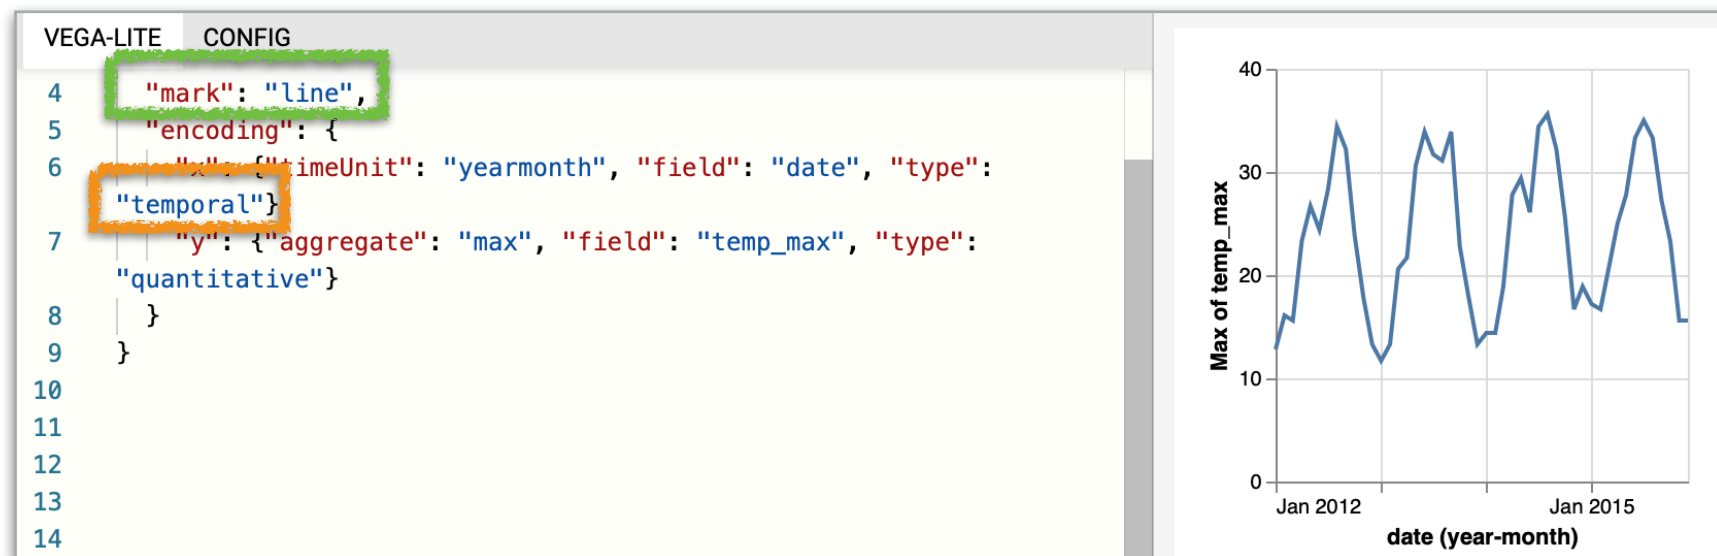 VEGA-LITE CONFIG
4 "mark": "line",
5 "encoding": {
6 "x": {"timeUnit": "yearmonth", "field": "date", "type":
"temporal"}
7 "y": {"aggregate": "max", "field": "temp_max", "type":
"quantitative"}
8 }
9 }
10
11
12
13
14
Max of temp_max
40
30
20
10
0
Jan 2012 Jan 2015
date (year-month)